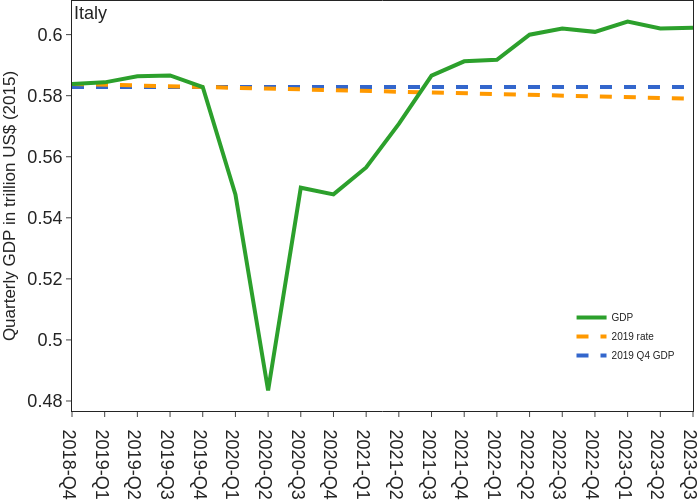 Italy
Quarterly GDP in trillion US$ (2015)
0.6
0.58
0.56
0.54
0.52
0.5
0.48
GDP
2019 rate
2019 Q4 GDP
2018-Q4
2019-Q1
2019-Q2
2019-Q3
2019-Q4
2020-Q1
2020-Q2
2020-Q3
2020-Q4
2021-Q1
2021-Q2
2021-Q3
2021-Q4
2022-Q1
2022-Q2
2022-Q3
2022-Q4
2023-Q1
2023-Q2
2023-Q3